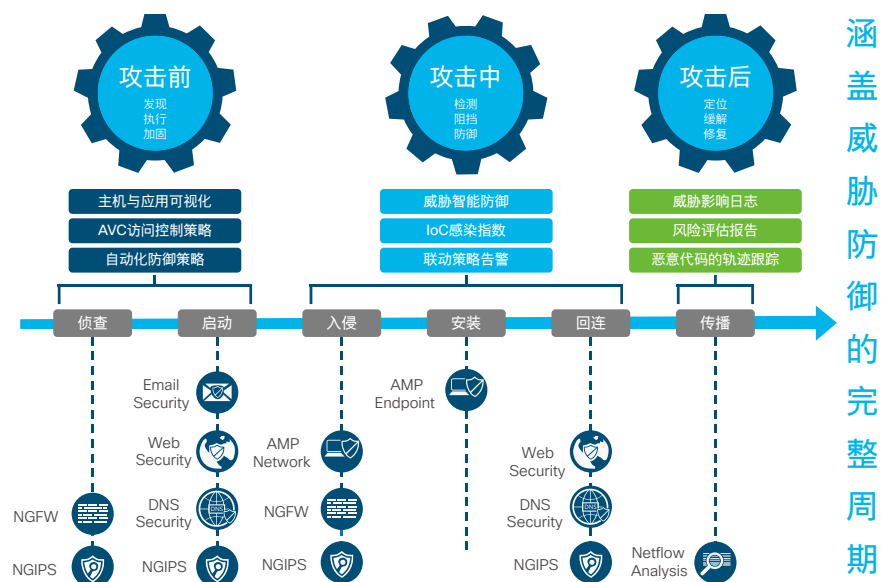 攻击前
发现
执行
加固
攻击中
检测
阻挡
防御
攻击后
定位
缓解
修复
主机与应用可视化
AVC访问控制策略
自动化防御策略
威胁智能防御
IoC感染指数
联动策略告警
威胁影响日志
风险评估报告
恶意代码的轨迹跟踪
侦查
启动
入侵
安装
回连
传播
NGFW
NGIPS
Email
Security
Web
Security
DNS
Security
DNS
NGIPS
AMP
Network
NGFW
NGIPS
AMP
Endpoint
Web
Security
DNS
Security
DNS
NGIPS
Netflow
Analysis
涵盖威胁防御的完整周期